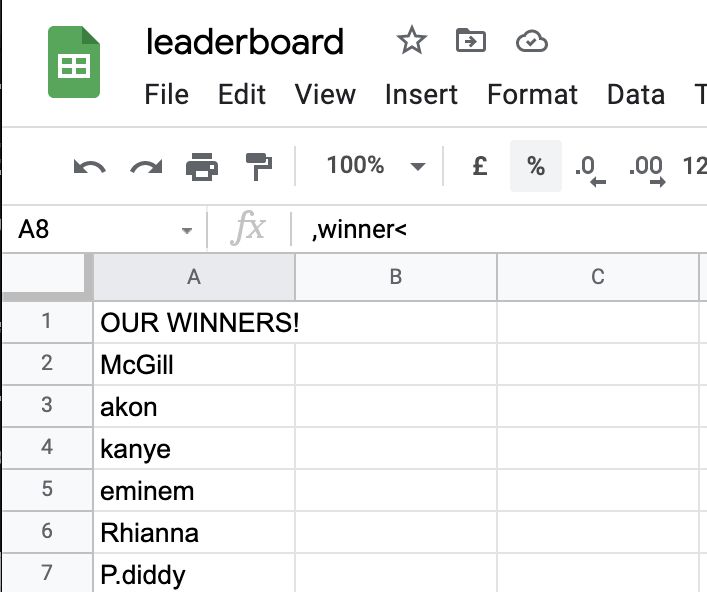 leaderboard
File Edit View Insert Format Data T
100% £ % .0 .00 12
A8 fx ,winner<
A B C
1 OUR WINNERS!
2 McGill
3 akon
4 kanye
5 eminem
6 Rhianna
7 P.diddy